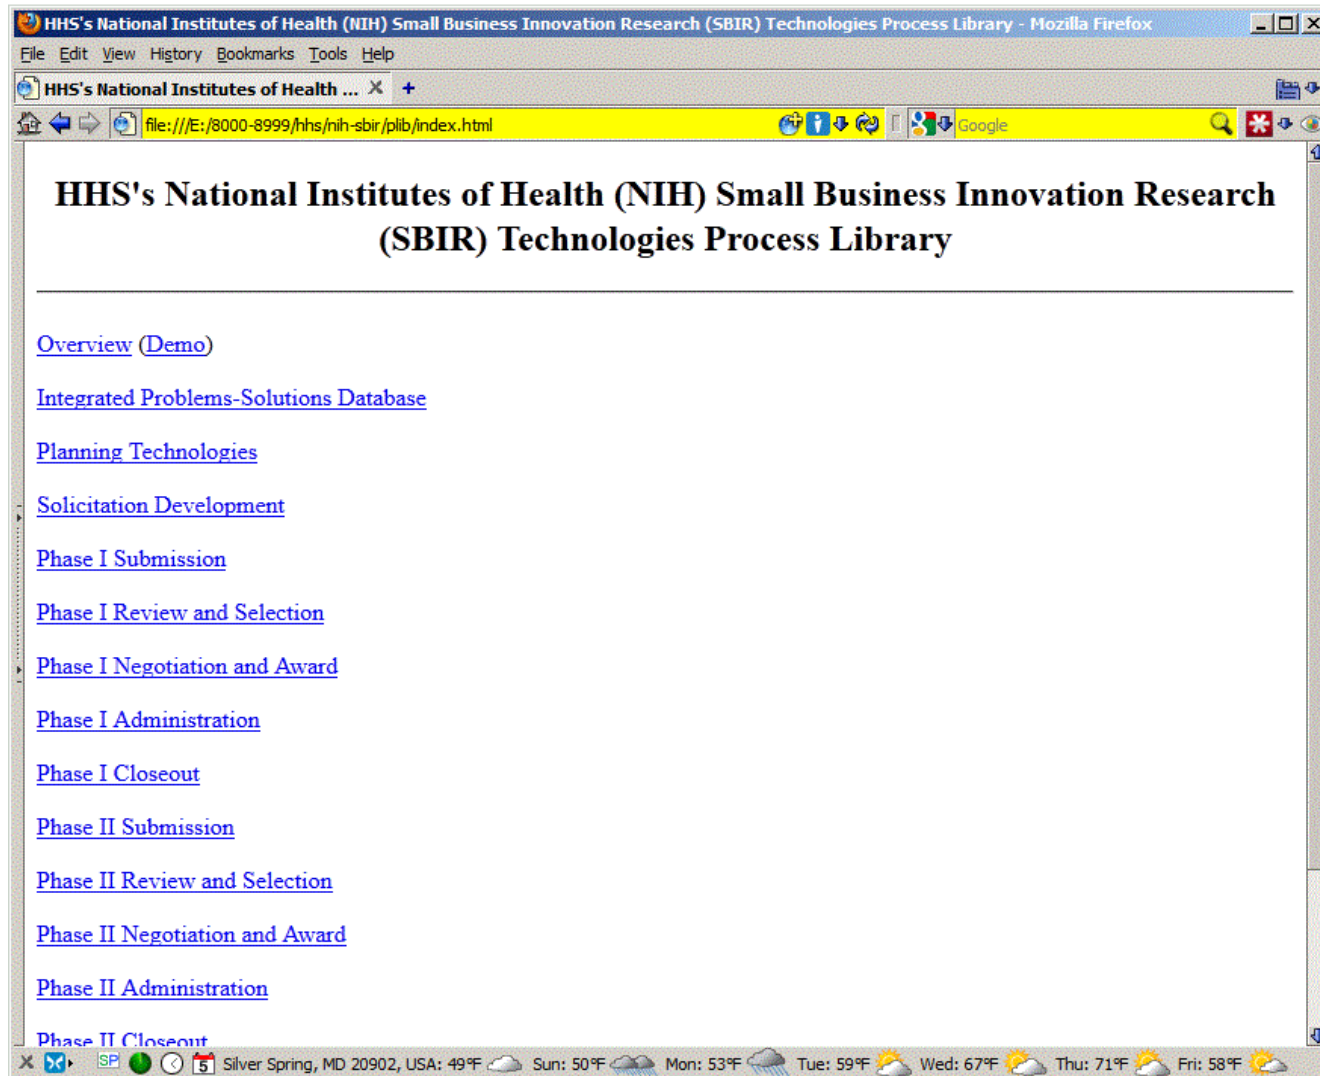 HHS's National Institutes of Health (NIH) Small Business Innovation Research (SBIR) Technologies Process Library - Mozilla Firefox
File Edit View History Bookmarks Tools Help
HHS's National Institutes of Health ... X +
file:///E:/8000-8999/hhs/nih-sbir/plib/index.html Google
HHS's National Institutes of Health (NIH) Small Business Innovation Research
(SBIR) Technologies Process Library
Overview (Demo)
Integrated Problems-Solutions Database
Planning Technologies
Solicitation Development
Phase I Submission
Phase I Review and Selection
Phase I Negotiation and Award
Phase I Administration
Phase I Closeout
Phase II Submission
Phase II Review and Selection
Phase II Negotiation and Award
Phase II Administration
Phase II Closeout
SP 5 Silver Spring, MD 20902, USA: 49°F Sun: 50°F Mon: 53°F Tue: 59°F Wed: 67°F Thu: 71°F Fri: 58°F